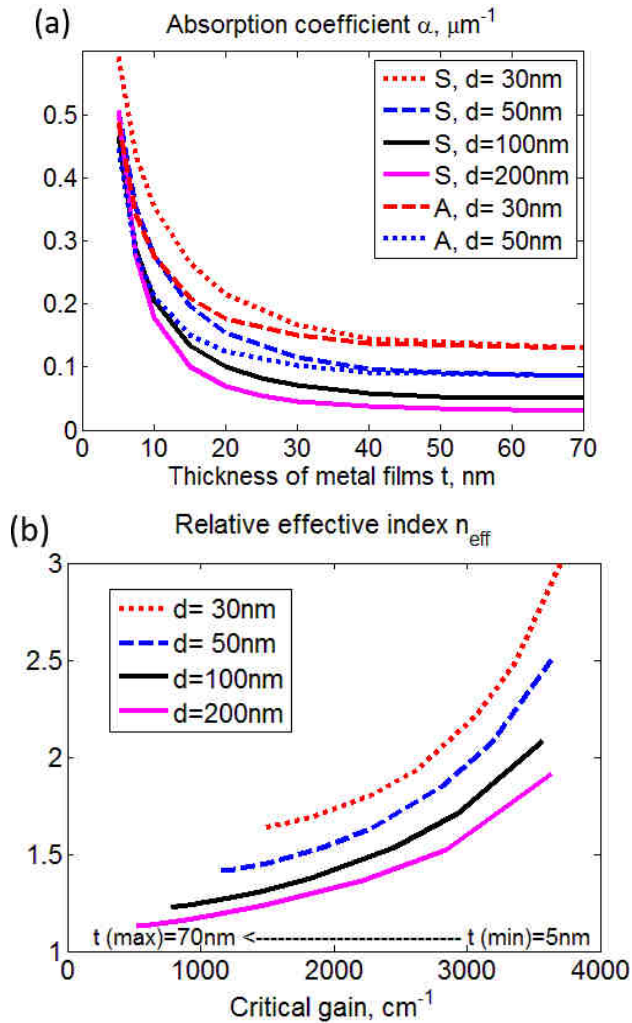 (a)
Absorption coefficient α, μm⁻¹
S, d= 30nm
S, d= 50nm
S, d=100nm
S, d=200nm
A, d= 30nm
A, d= 50nm
0.5
0.4
0.3
0.2
0.1
0
0 10 20 30 40 50 60 70
Thickness of metal films t, nm
(b)
Relative effective index n_eff
3
2.5
2
1.5
1
d= 30nm
d= 50nm
d=100nm
d=200nm
t (max)=70nm <-------------------- t (min)=5nm
0 1000 2000 3000 4000
Critical gain, cm⁻¹